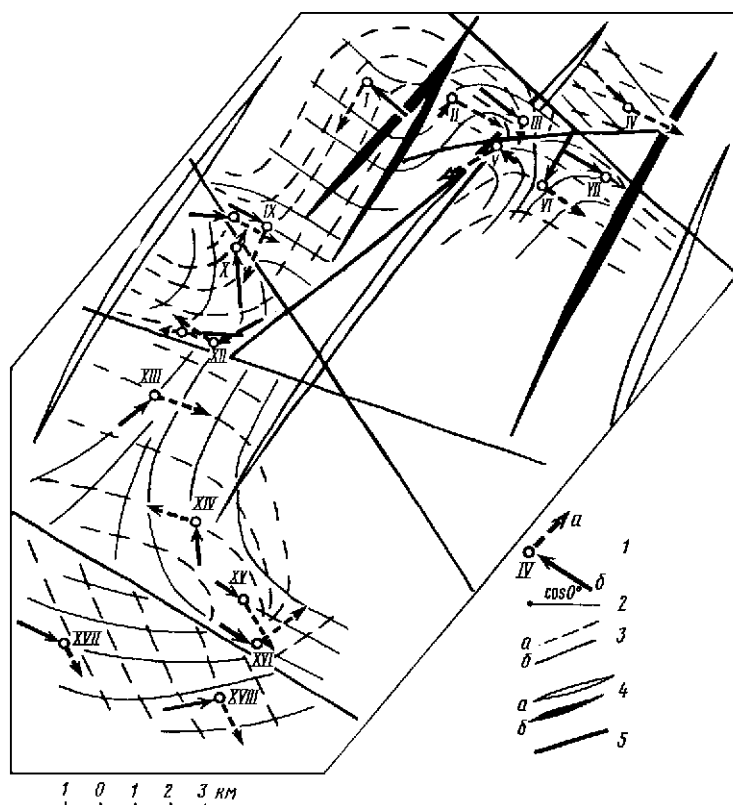 I
II
III
IV
V
VI
VII
IX
X
XII
XIII
XIV
XV
XVI
XVII
XVIII
а
IV
б
1
cos0°
2
а
б
3
а
б
4
5
1 0 1 2 3 км